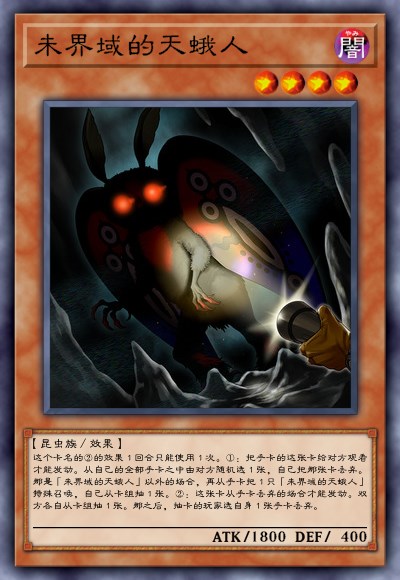 未界域的天蛾人
やみ
闇
【昆虫族／效果】
这个卡名的②的效果1回合只能使用1次。①：把手卡的这张卡给对方观看
才能发动。从自己的全部手卡之中由对方随机选1张，自己把那张卡丢弃。
那是「未界域的天蛾人」以外的场合，再从手卡把1只「未界域的天蛾人」
特殊召唤，自己从卡组抽1张。②：这张卡从手卡丢弃的场合才能发动。双
方各自从卡组抽1张。那之后，抽卡的玩家选自身1张手卡丢弃。
ATK/1800 DEF/ 400